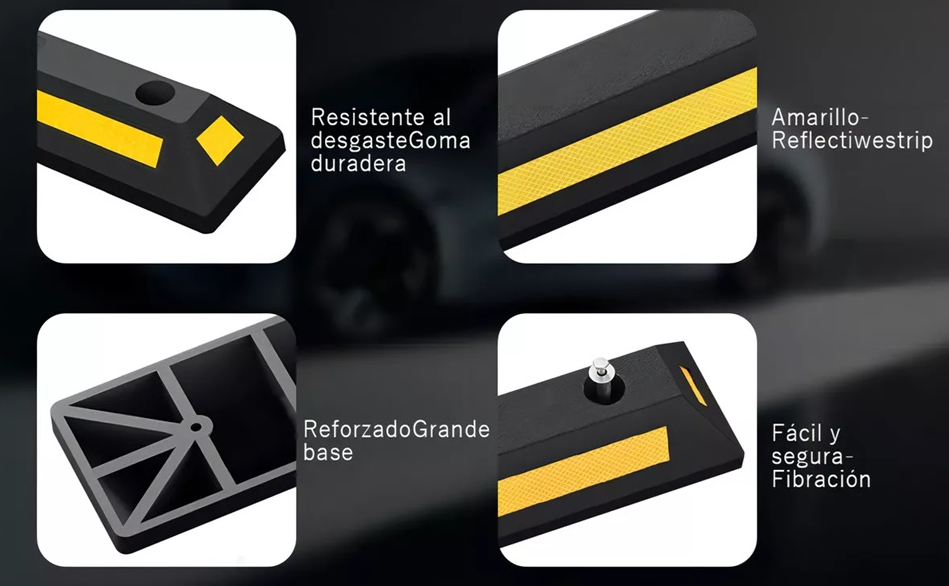 Resistente al
desgasteGoma
duradera
Amarillo-
Reflectiwestrip
ReforzadoGrande
base
Fácil y
segura-
Fibración